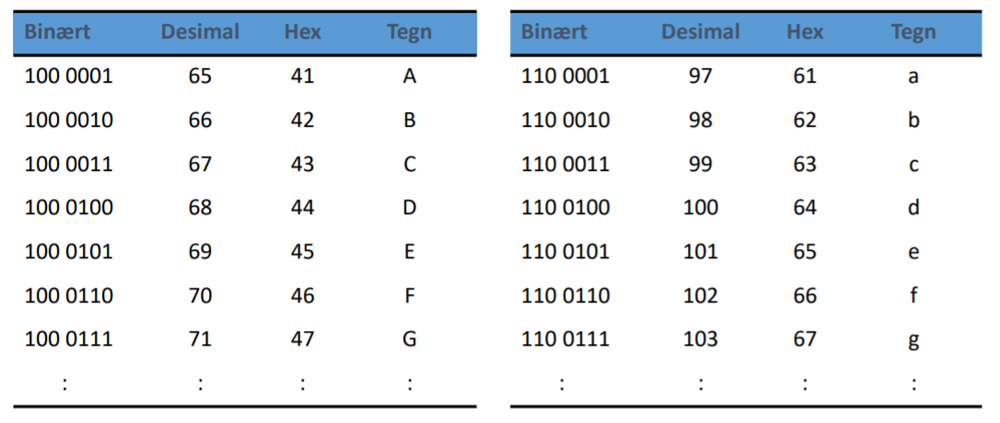 Binært Desimal Hex Tegn
100 0001 65 41 A
100 0010 66 42 B
100 0011 67 43 C
100 0100 68 44 D
100 0101 69 45 E
100 0110 70 46 F
100 0111 71 47 G
: : : :
Binært Desimal Hex Tegn
110 0001 97 61 a
110 0010 98 62 b
110 0011 99 63 c
110 0100 100 64 d
110 0101 101 65 e
110 0110 102 66 f
110 0111 103 67 g
: : : :